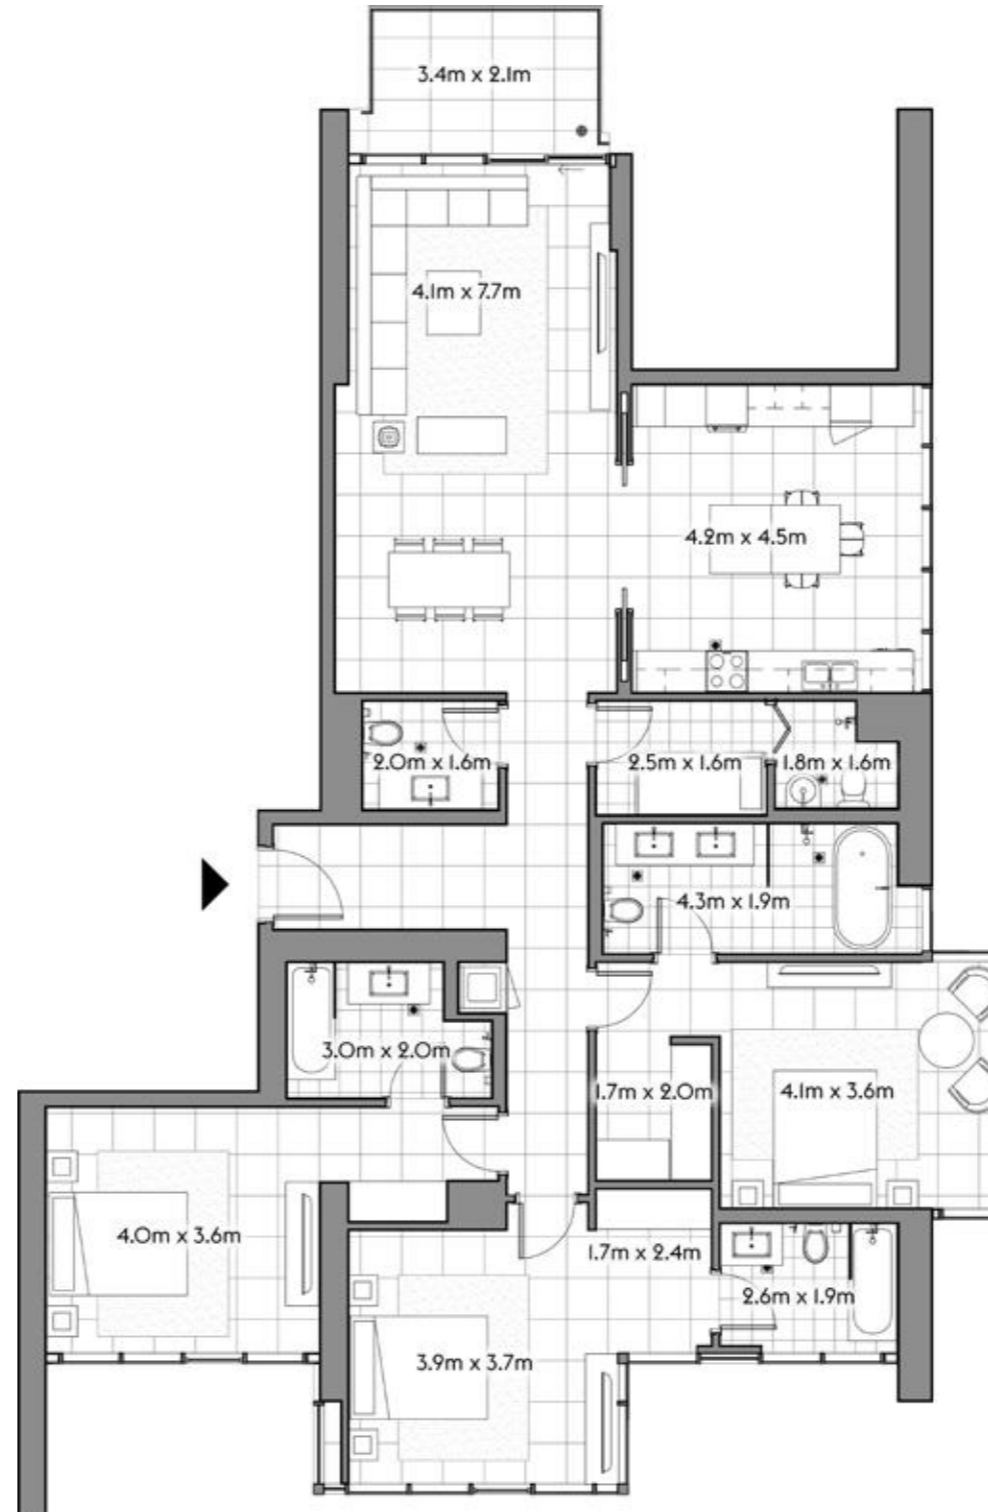 3.4m x 2.1m
4.1m x 7.7m
4.2m x 4.5m
2.0m x 1.6m
2.5m x 1.6m
1.8m x 1.6m
4.3m x 1.9m
3.0m x 2.0m
1.7m x 2.0m
4.1m x 3.6m
4.0m x 3.6m
1.7m x 2.4m
2.6m x 1.9m
3.9m x 3.7m